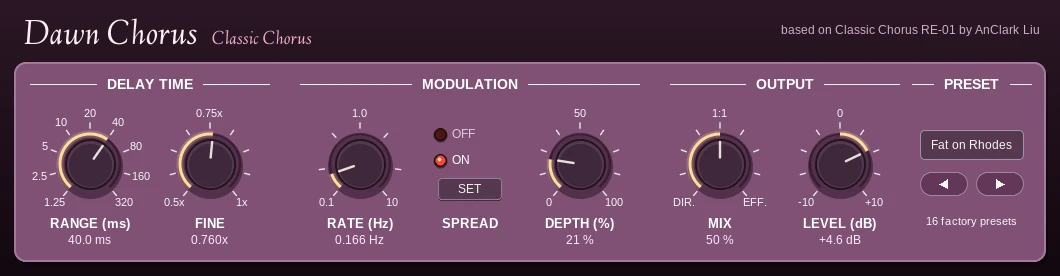 Dawn Chorus Classic Chorus
based on Classic Chorus RE-01 by AnClark Liu
DELAY TIME
MODULATION
OUTPUT
PRESET
1.25
2.5
5
10
20
40
80
160
320
RANGE (ms)
40.0 ms
0.5x
0.75x
1x
FINE
0.760x
0.1
1.0
10
RATE (Hz)
0.166 Hz
OFF
ON
SET
SPREAD
0
50
100
DEPTH (%)
21 %
DIR.
1:1
EFF.
MIX
50 %
-10
0
+10
LEVEL (dB)
+4.6 dB
Fat on Rhodes
16 factory presets